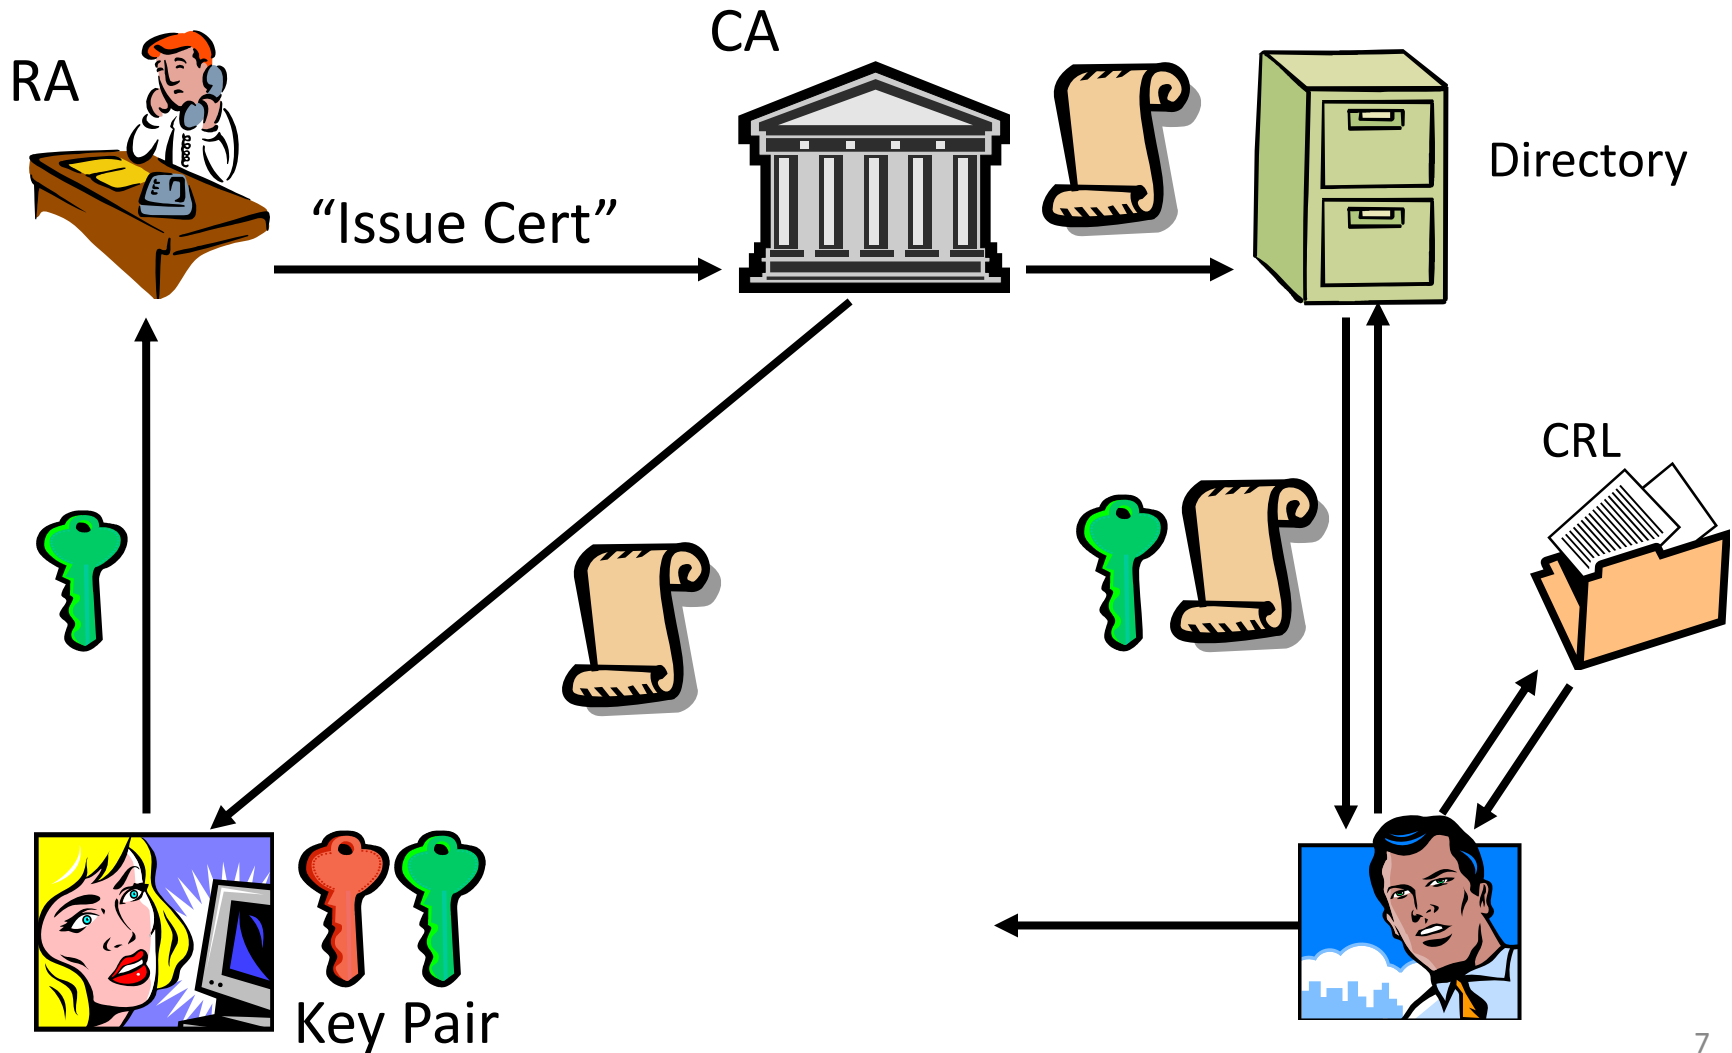 CA
RA
Directory
“Issue Cert”
CRL
Key Pair
7